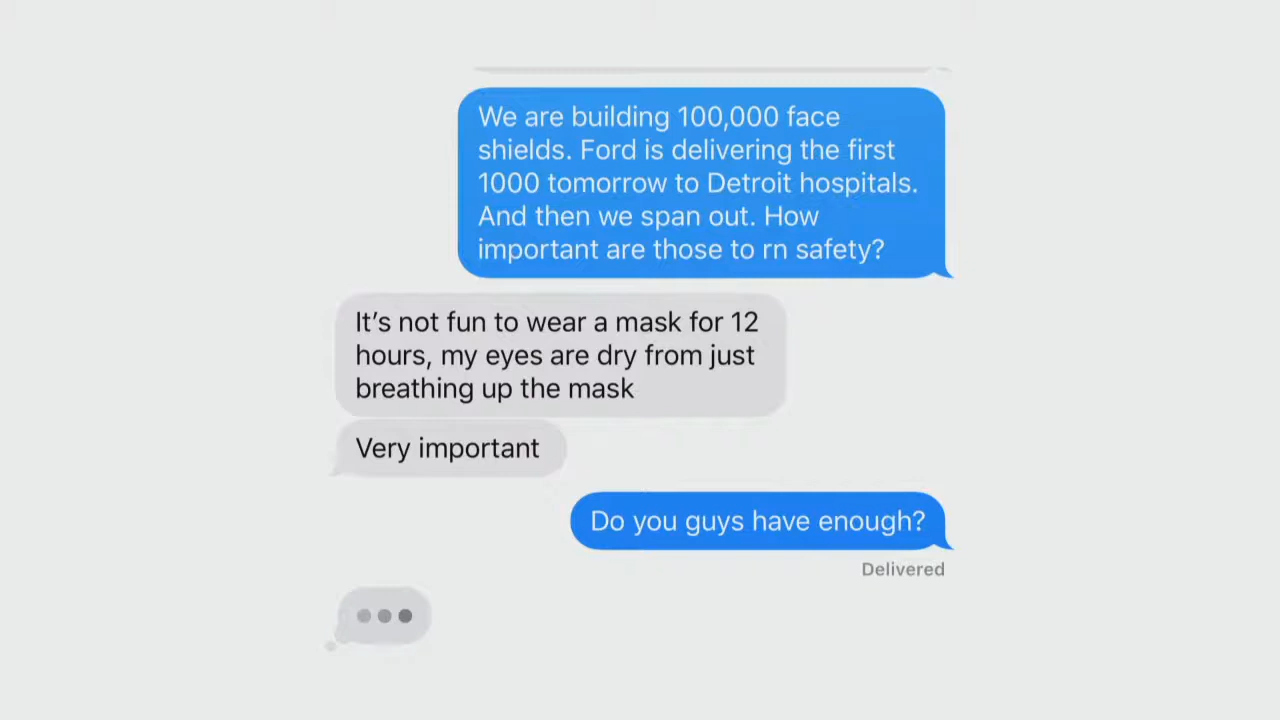 We are building 100,000 face
shields. Ford is delivering the first
1000 tomorrow to Detroit hospitals.
And then we span out. How
important are those to rn safety?
It's not fun to wear a mask for 12
hours, my eyes are dry from just
breathing up the mask
Very important
Do you guys have enough?
Delivered